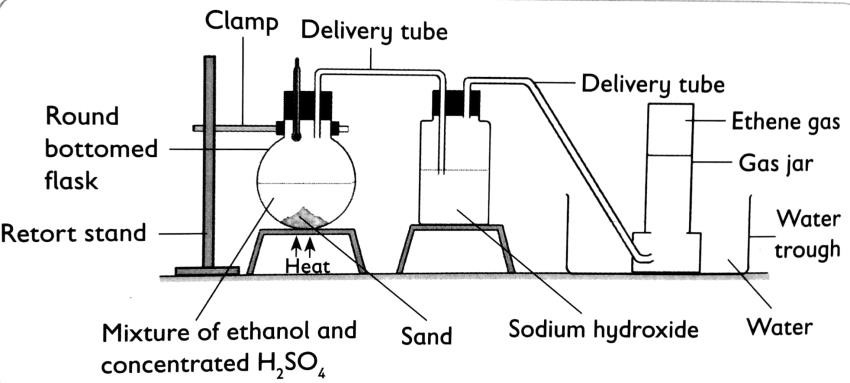 Clamp
Delivery tube
Delivery tube
Round
bottomed
flask
Ethene gas
Gas jar
Retort stand
Water
trough
Heat
Mixture of ethanol and
concentrated H₂SO₄
Sand
Sodium hydroxide
Water